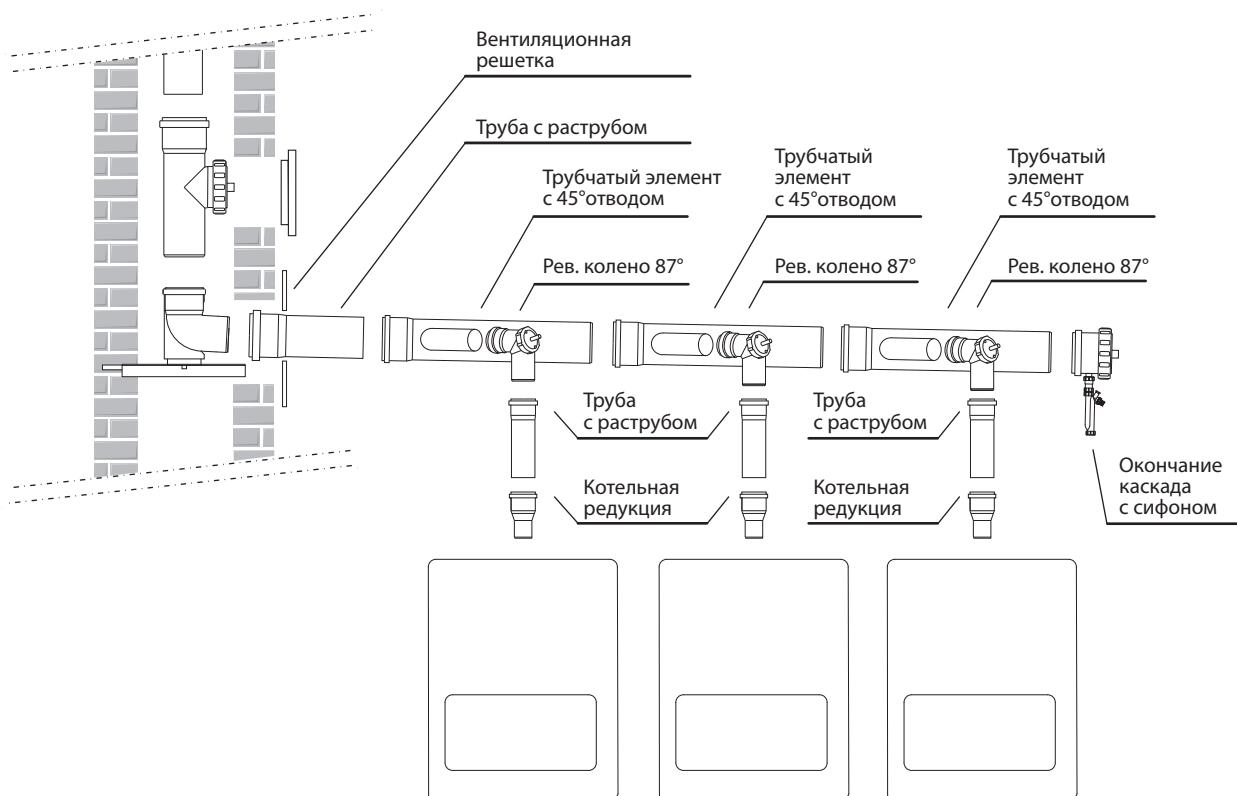 Вентиляционная
решетка
Труба с раструбом
Трубчатый элемент
с 45°отводом
Трубчатый
элемент
с 45°отводом
Трубчатый
элемент
с 45°отводом
Рев. колено 87°
Рев. колено 87°
Рев. колено 87°
Труба
с раструбом
Труба
с раструбом
Котельная
редукция
Котельная
редукция
Окончание
каскада
с сифоном